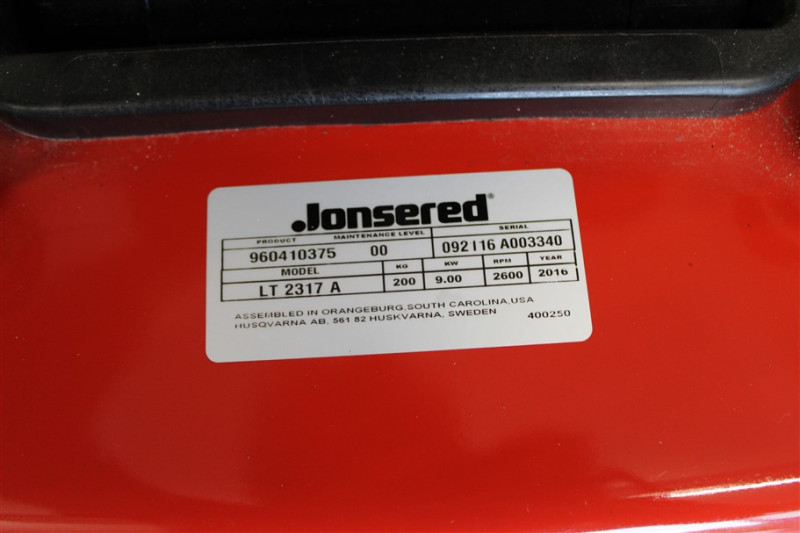 Jonsered®
PRODUCT MAINTENANCE LEVEL SERIAL
960410375 00 092116 A003340
MODEL KG KW RPM YEAR
LT 2317 A 200 9.00 2600 2016
ASSEMBLED IN ORANGEBURG,SOUTH CAROLINA,USA
HUSQVARNA AB, 561 82 HUSKVARNA, SWEDEN 400250